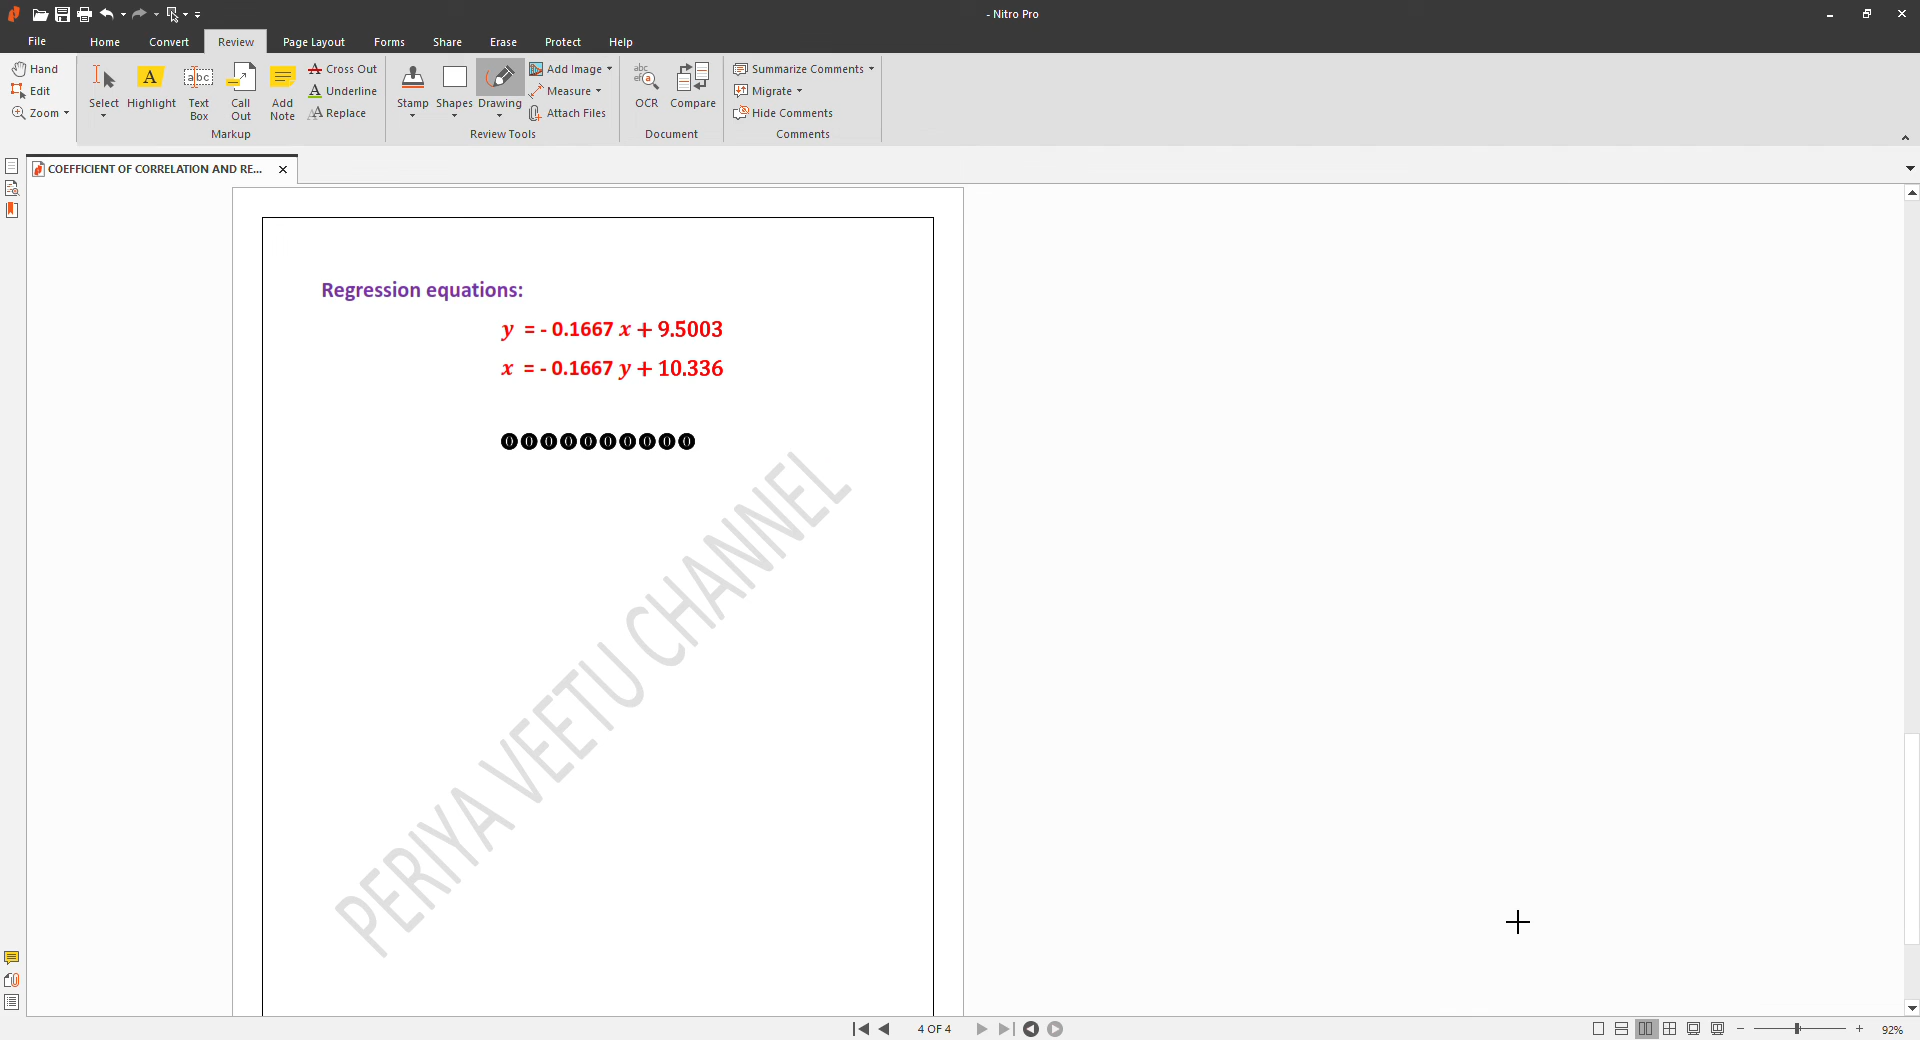 - Nitro Pro
File Home Convert Review Page Layout Forms Share Erase Protect Help
Hand
Edit
Zoom
Select
Highlight
Text Box
Call Out
Add Note
Cross Out
Underline
Replace
Markup
Stamp
Shapes
Drawing
Add Image
Measure
Attach Files
Review Tools
OCR
Compare
Document
Summarize Comments
Migrate
Hide Comments
Comments
COEFFICIENT OF CORRELATION AND RE...
Regression equations:
y = - 0.1667 x + 9.5003
x = - 0.1667 y + 10.336
⓿⓿⓿⓿⓿⓿⓿⓿⓿⓿
PERIYA VEETU CHANNEL
4 OF 4
92%